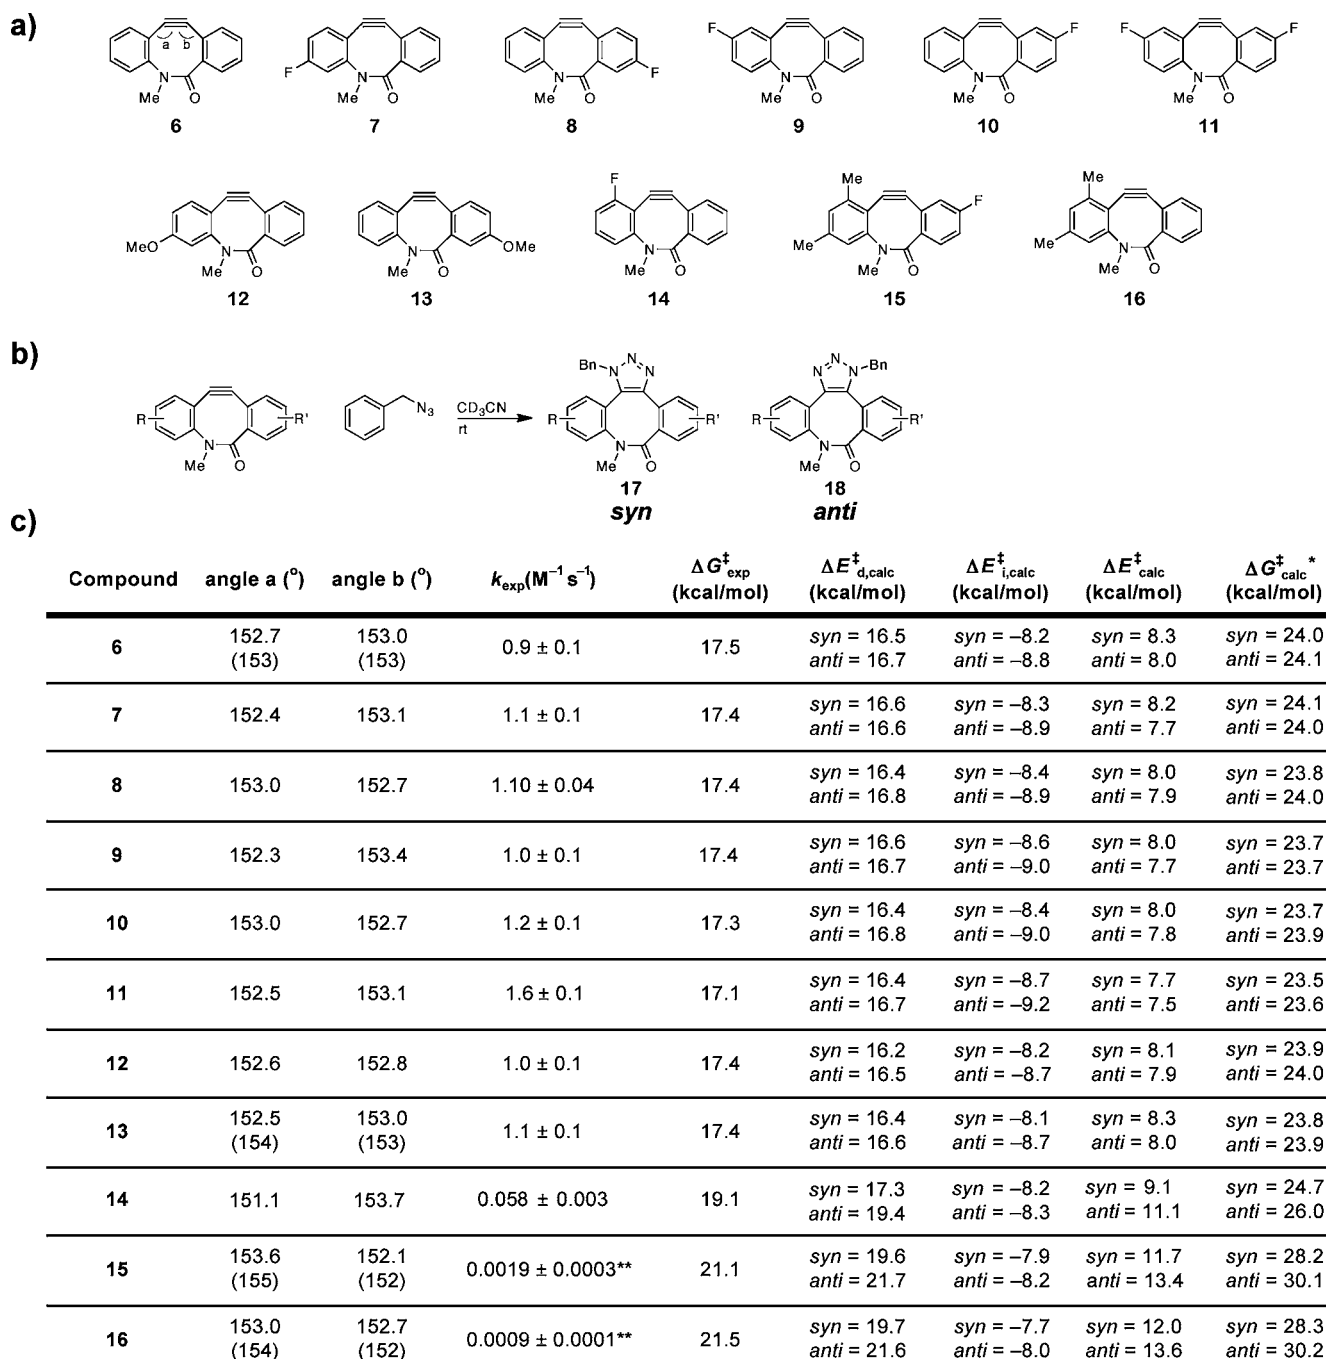 a)
a b
N Me O
6
F N Me O
7
N Me O F
8
F N Me O
9
F N Me O
10
F F N Me O
11
MeO N Me O
12
N Me O OMe
13
F N Me O
14
Me Me F N Me O
15
Me Me N Me O
16
b)
R R' N Me O
N3
CD3CN
rt
Bn N N N R R' N Me O
17
syn
N N N Bn R R' N Me O
18
anti
c)
Compound angle a (°) angle b (°) kexp(M−1 s−1) ΔG‡exp (kcal/mol) ΔE‡d,calc (kcal/mol) ΔE‡i,calc (kcal/mol) ΔE‡calc (kcal/mol) ΔG‡calc* (kcal/mol)
6 152.7 (153) 153.0 (153) 0.9 ± 0.1 17.5 syn = 16.5 anti = 16.7 syn = –8.2 anti = –8.8 syn = 8.3 anti = 8.0 syn = 24.0 anti = 24.1
7 152.4 153.1 1.1 ± 0.1 17.4 syn = 16.6 anti = 16.6 syn = –8.3 anti = –8.9 syn = 8.2 anti = 7.7 syn = 24.1 anti = 24.0
8 153.0 152.7 1.10 ± 0.04 17.4 syn = 16.4 anti = 16.8 syn = –8.4 anti = –8.9 syn = 8.0 anti = 7.9 syn = 23.8 anti = 24.0
9 152.3 153.4 1.0 ± 0.1 17.4 syn = 16.6 anti = 16.7 syn = –8.6 anti = –9.0 syn = 8.0 anti = 7.7 syn = 23.7 anti = 23.7
10 153.0 152.7 1.2 ± 0.1 17.3 syn = 16.4 anti = 16.8 syn = –8.4 anti = –9.0 syn = 8.0 anti = 7.8 syn = 23.7 anti = 23.9
11 152.5 153.1 1.6 ± 0.1 17.1 syn = 16.4 anti = 16.7 syn = –8.7 anti = –9.2 syn = 7.7 anti = 7.5 syn = 23.5 anti = 23.6
12 152.6 152.8 1.0 ± 0.1 17.4 syn = 16.2 anti = 16.5 syn = –8.2 anti = –8.7 syn = 8.1 anti = 7.9 syn = 23.9 anti = 24.0
13 152.5 (154) 153.0 (153) 1.1 ± 0.1 17.4 syn = 16.4 anti = 16.6 syn = –8.1 anti = –8.7 syn = 8.3 anti = 8.0 syn = 23.8 anti = 23.9
14 151.1 153.7 0.058 ± 0.003 19.1 syn = 17.3 anti = 19.4 syn = –8.2 anti = –8.3 syn = 9.1 anti = 11.1 syn = 24.7 anti = 26.0
15 153.6 (155) 152.1 (152) 0.0019 ± 0.0003** 21.1 syn = 19.6 anti = 21.7 syn = –7.9 anti = –8.2 syn = 11.7 anti = 13.4 syn = 28.2 anti = 30.1
16 153.0 (154) 152.7 (152) 0.0009 ± 0.0001** 21.5 syn = 19.7 anti = 21.6 syn = –7.7 anti = –8.0 syn = 12.0 anti = 13.6 syn = 28.3 anti = 30.2